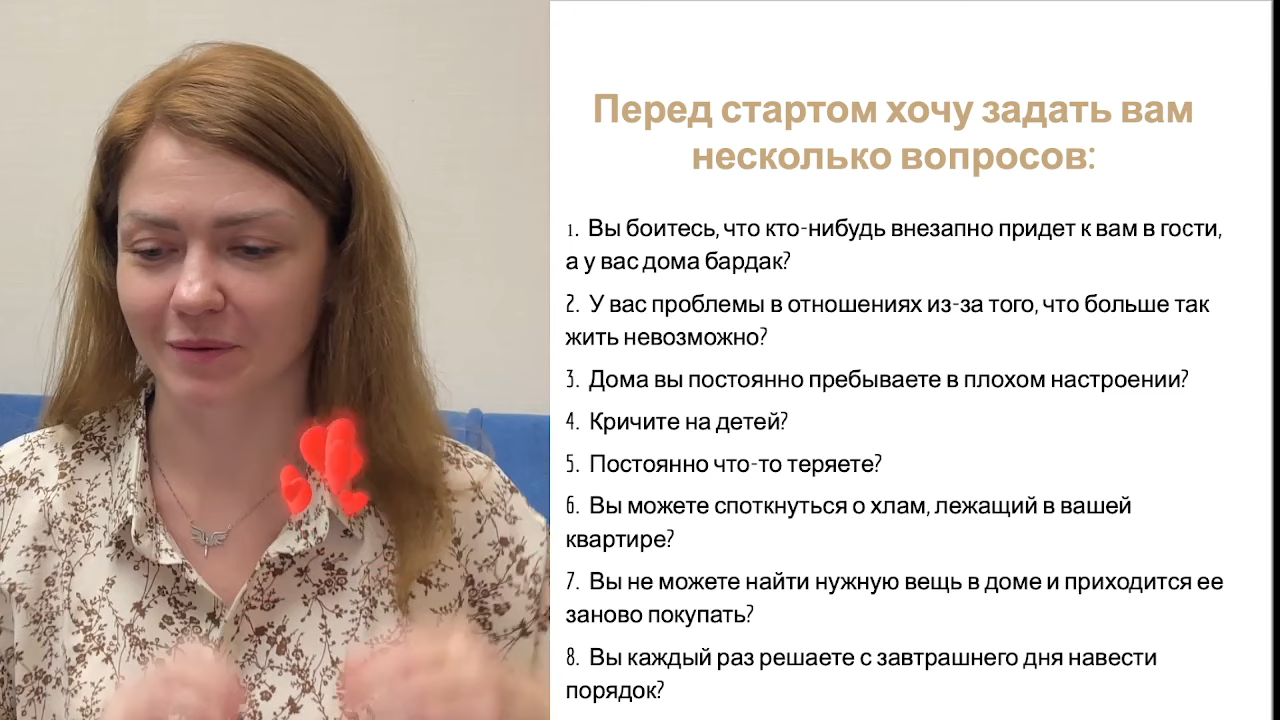 Перед стартом хочу задать вам
несколько вопросов:
1. Вы боитесь, что кто-нибудь внезапно придет к вам в гости,
а у вас дома бардак?
2. У вас проблемы в отношениях из-за того, что больше так
жить невозможно?
3. Дома вы постоянно пребываете в плохом настроении?
4. Кричите на детей?
5. Постоянно что-то теряете?
6. Вы можете споткнуться о хлам, лежащий в вашей
квартире?
7. Вы не можете найти нужную вещь в доме и приходится ее
заново покупать?
8. Вы каждый раз решаете с завтрашнего дня навести
порядок?